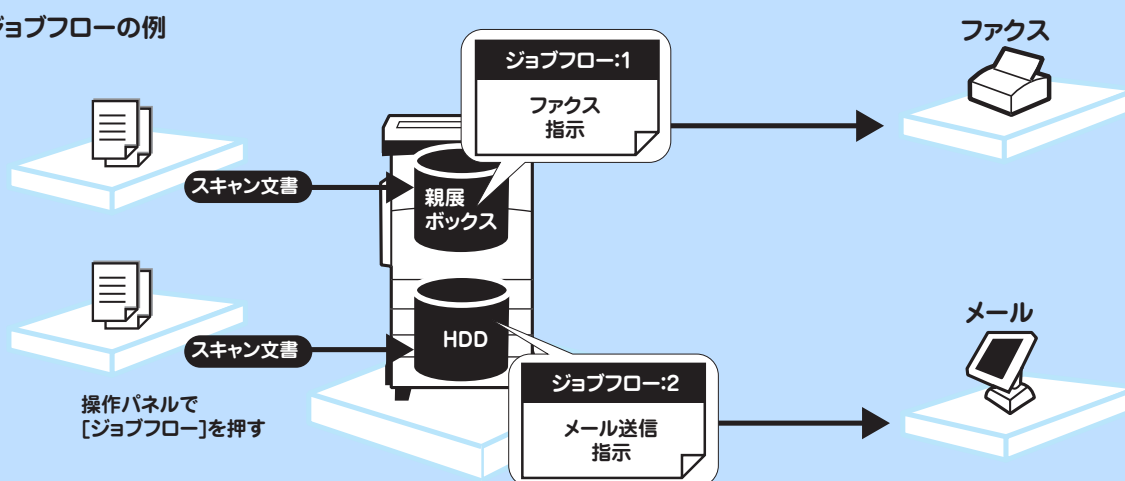 ジョブフローの例
ファクス
ジョブフロー:1
ファクス
指示
スキャン文書
親展
ボックス
メール
スキャン文書
HDD
ジョブフロー:2
メール送信
指示
操作パネルで
[ジョブフロー]を押す